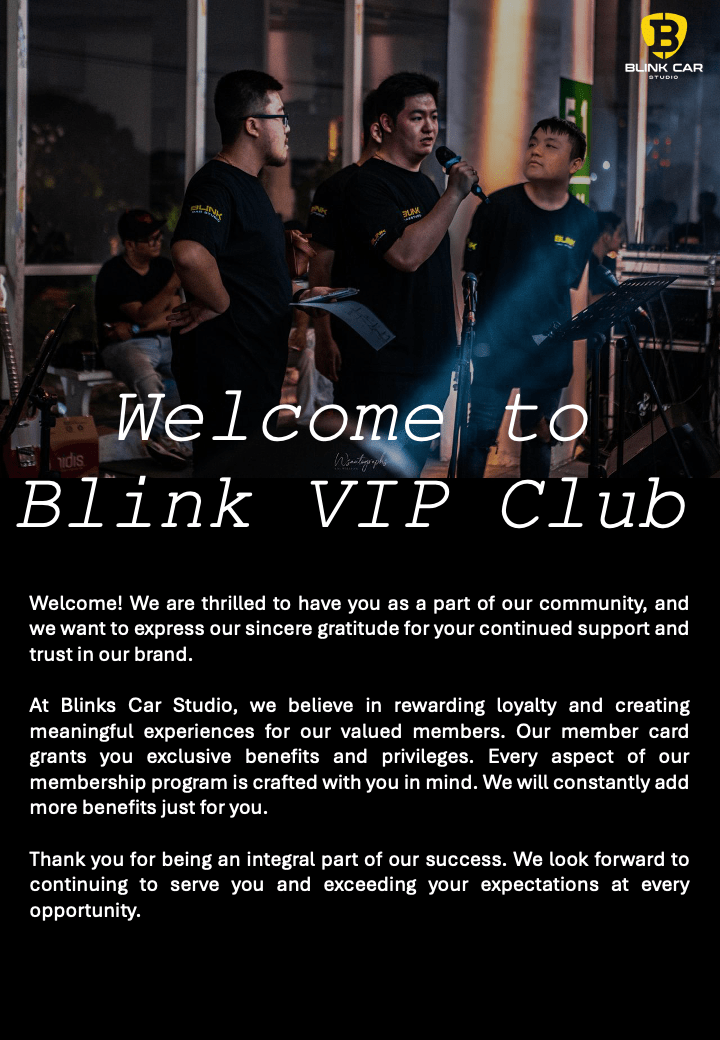 B
BLINK CAR
STUDIO
E1
BLINK
BLINK
BLINK
Welcome to
Blink VIP Club
Welcome! We are thrilled to have you as a part of our community, and
we want to express our sincere gratitude for your continued support and
trust in our brand.
At Blinks Car Studio, we believe in rewarding loyalty and creating
meaningful experiences for our valued members. Our member card
grants you exclusive benefits and privileges. Every aspect of our
membership program is crafted with you in mind. We will constantly add
more benefits just for you.
Thank you for being an integral part of our success. We look forward to
continuing to serve you and exceeding your expectations at every
opportunity.